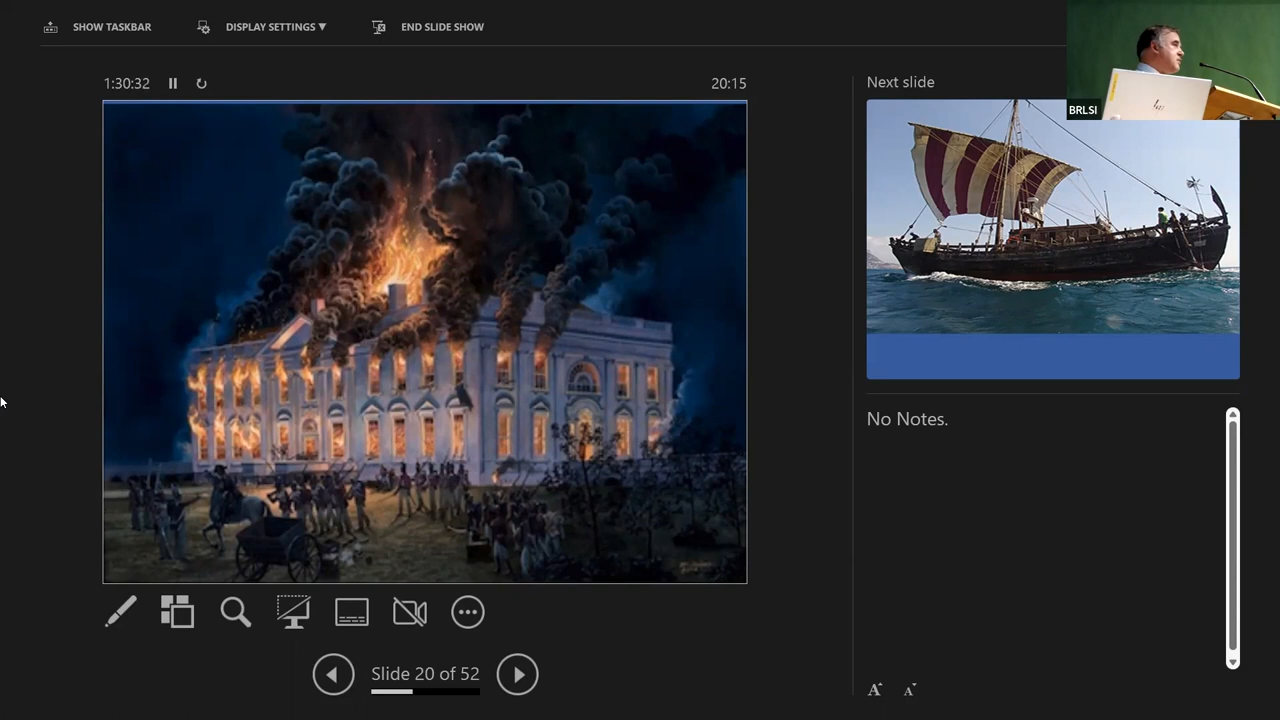 SHOW TASKBAR
DISPLAY SETTINGS ▼
END SLIDE SHOW
1:30:32
20:15
Next slide
BRLSI
No Notes.
Slide 20 of 52
A
A